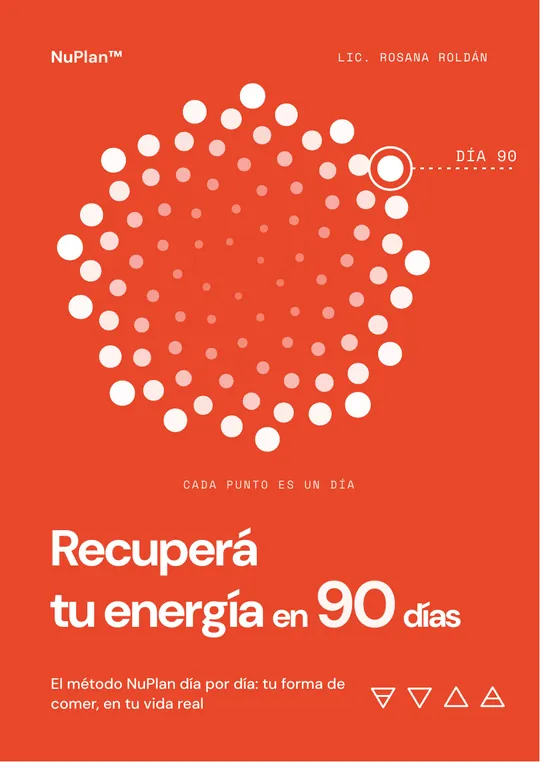 NuPlan™
LIC. ROSANA ROLDÁN
DÍA 90
CADA PUNTO ES UN DÍA
Recuperá
tu energía en 90 días
El método NuPlan día por día: tu forma de
comer, en tu vida real